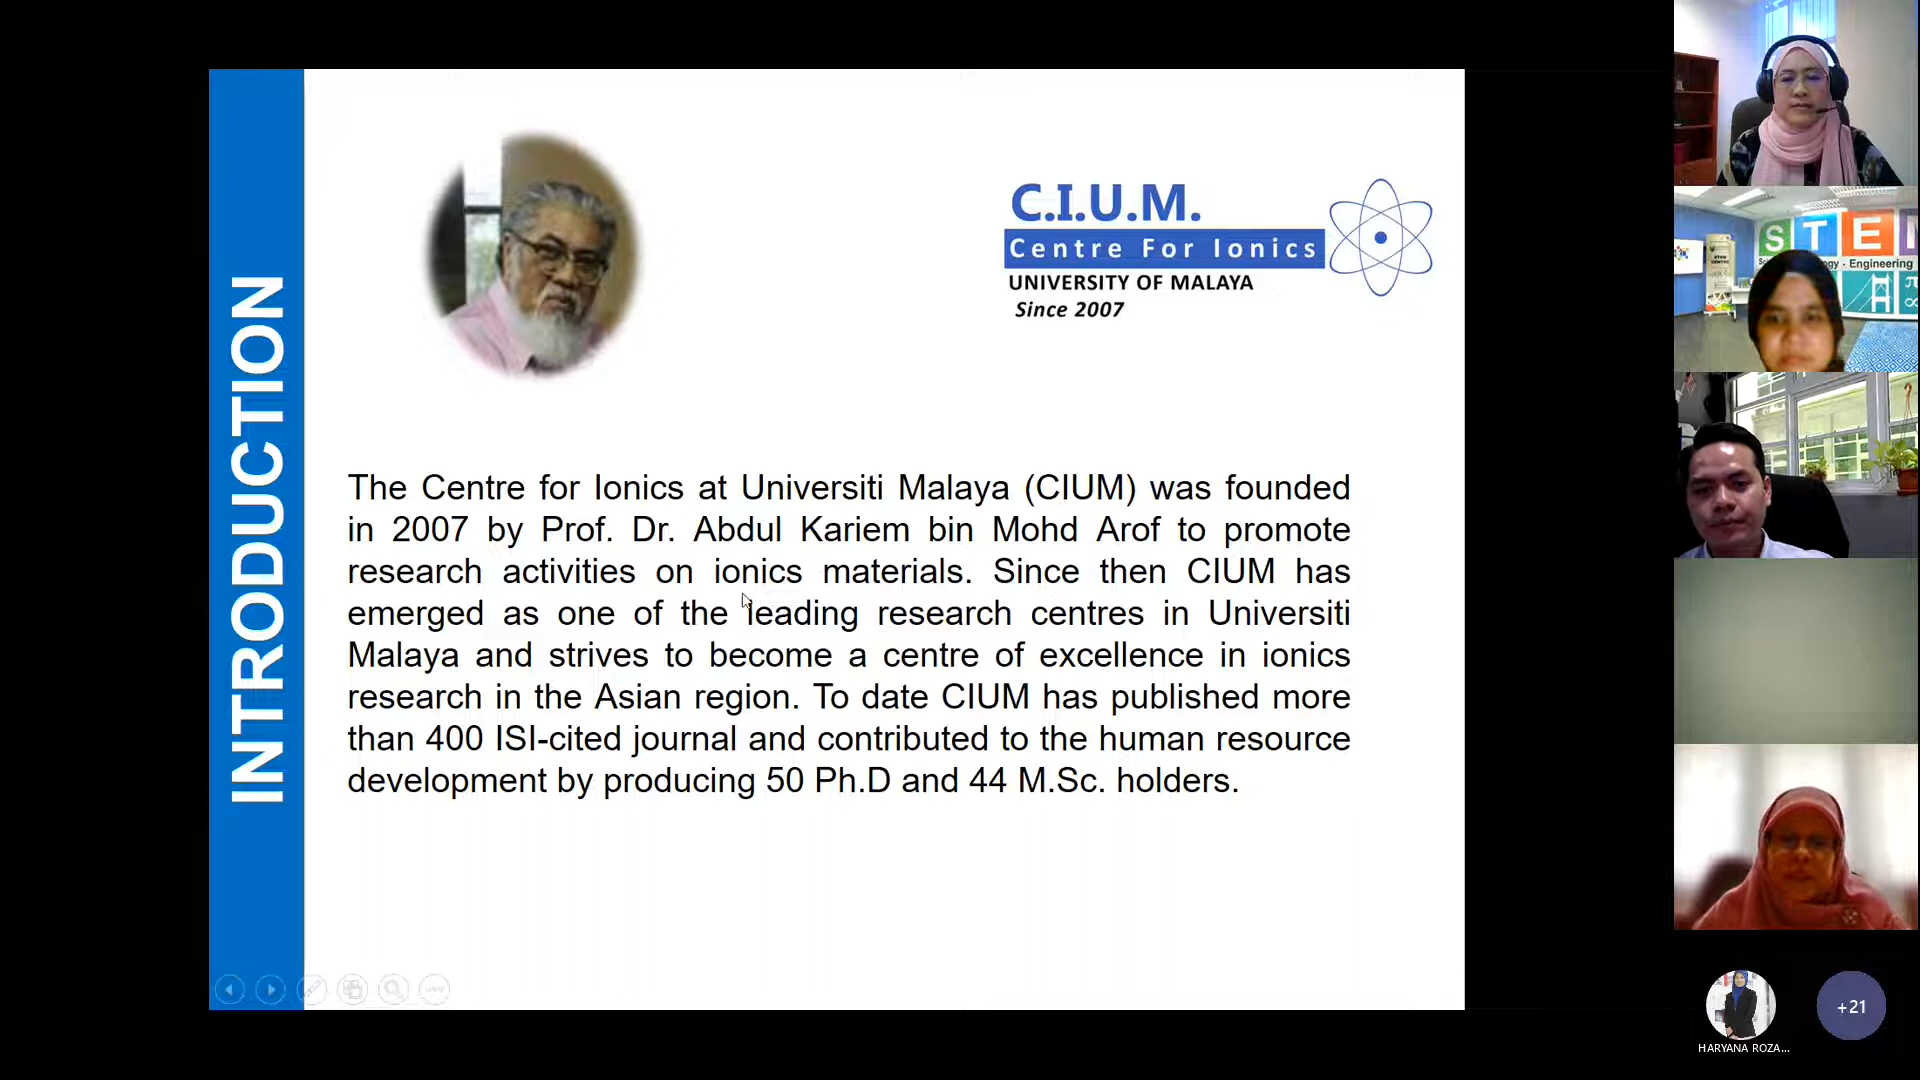 INTRODUCTION
C.I.U.M.
Centre For Ionics
UNIVERSITY OF MALAYA
Since 2007
The Centre for Ionics at Universiti Malaya (CIUM) was founded
in 2007 by Prof. Dr. Abdul Kariem bin Mohd Arof to promote
research activities on ionics materials. Since then CIUM has
emerged as one of the leading research centres in Universiti
Malaya and strives to become a centre of excellence in ionics
research in the Asian region. To date CIUM has published more
than 400 ISI-cited journal and contributed to the human resource
development by producing 50 Ph.D and 44 M.Sc. holders.
STE
Engineering
HARYANA ROZA...
+21